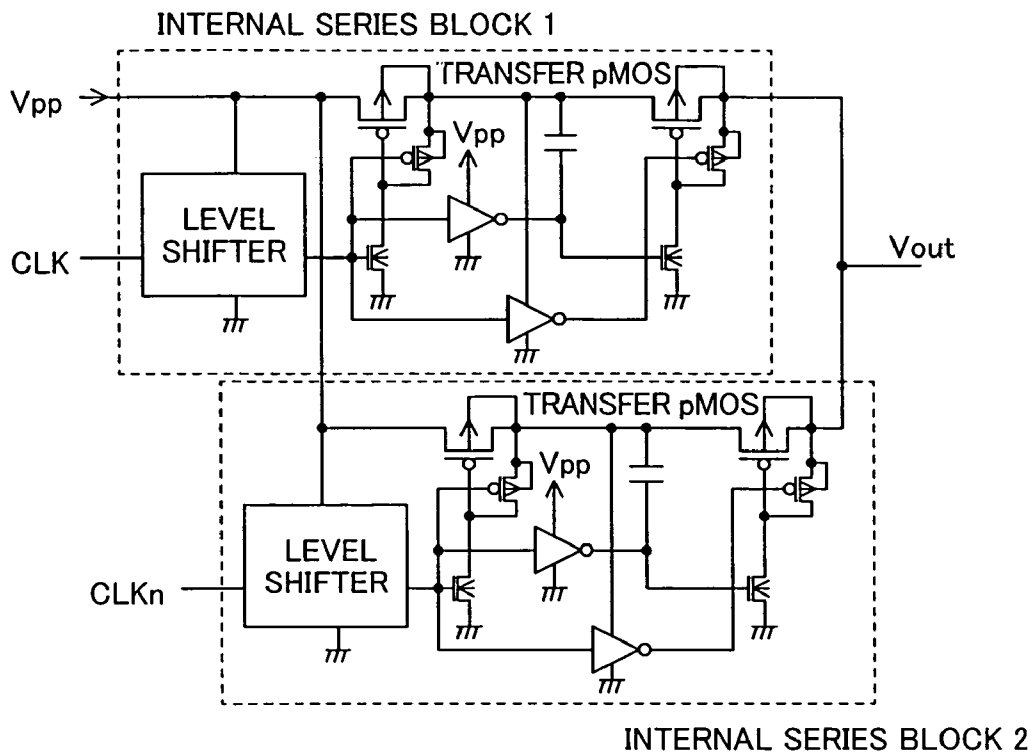 INTERNAL SERIES BLOCK 1
TRANSFER pMOS
Vpp
Vpp
LEVEL
SHIFTER
CLK
Vout
TRANSFER pMOS
Vpp
LEVEL
SHIFTER
CLKn
INTERNAL SERIES BLOCK 2